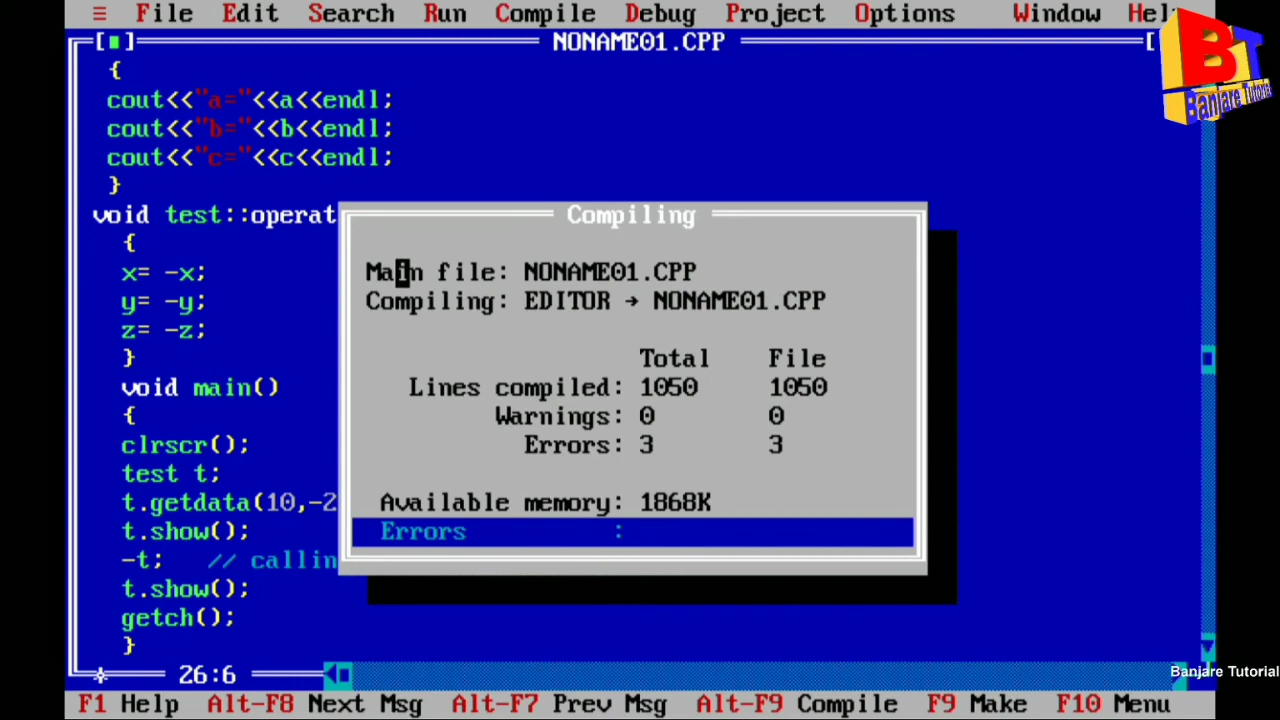 ≡ File Edit Search Run Compile Debug Project Options Window Help
[■] NONAME01.CPP [
BT
Banjare Tutorial
{
cout<<"a="<<a<<endl;
cout<<"b="<<b<<endl;
cout<<"c="<<c<<endl;
}
void test::operat
{
x= -x;
y= -y;
z= -z;
}
void main()
{
clrscr();
test t;
t.getdata(10,-2
t.show();
-t; // callin
t.show();
getch();
}
Compiling
Main file: NONAME01.CPP
Compiling: EDITOR → NONAME01.CPP
Total File
Lines compiled: 1050 1050
Warnings: 0 0
Errors: 3 3
Available memory: 1868K
Errors :
26:6
Banjare Tutorial
F1 Help Alt-F8 Next Msg Alt-F7 Prev Msg Alt-F9 Compile F9 Make F10 Menu